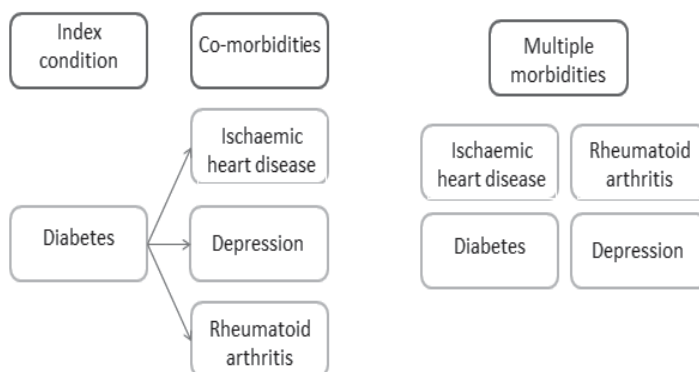 Index
condition
Co-morbidities
Multiple
morbidities
Ischaemic
heart disease
Diabetes
Depression
Rheumatoid
arthritis
Ischaemic
heart disease
Rheumatoid
arthritis
Diabetes
Depression